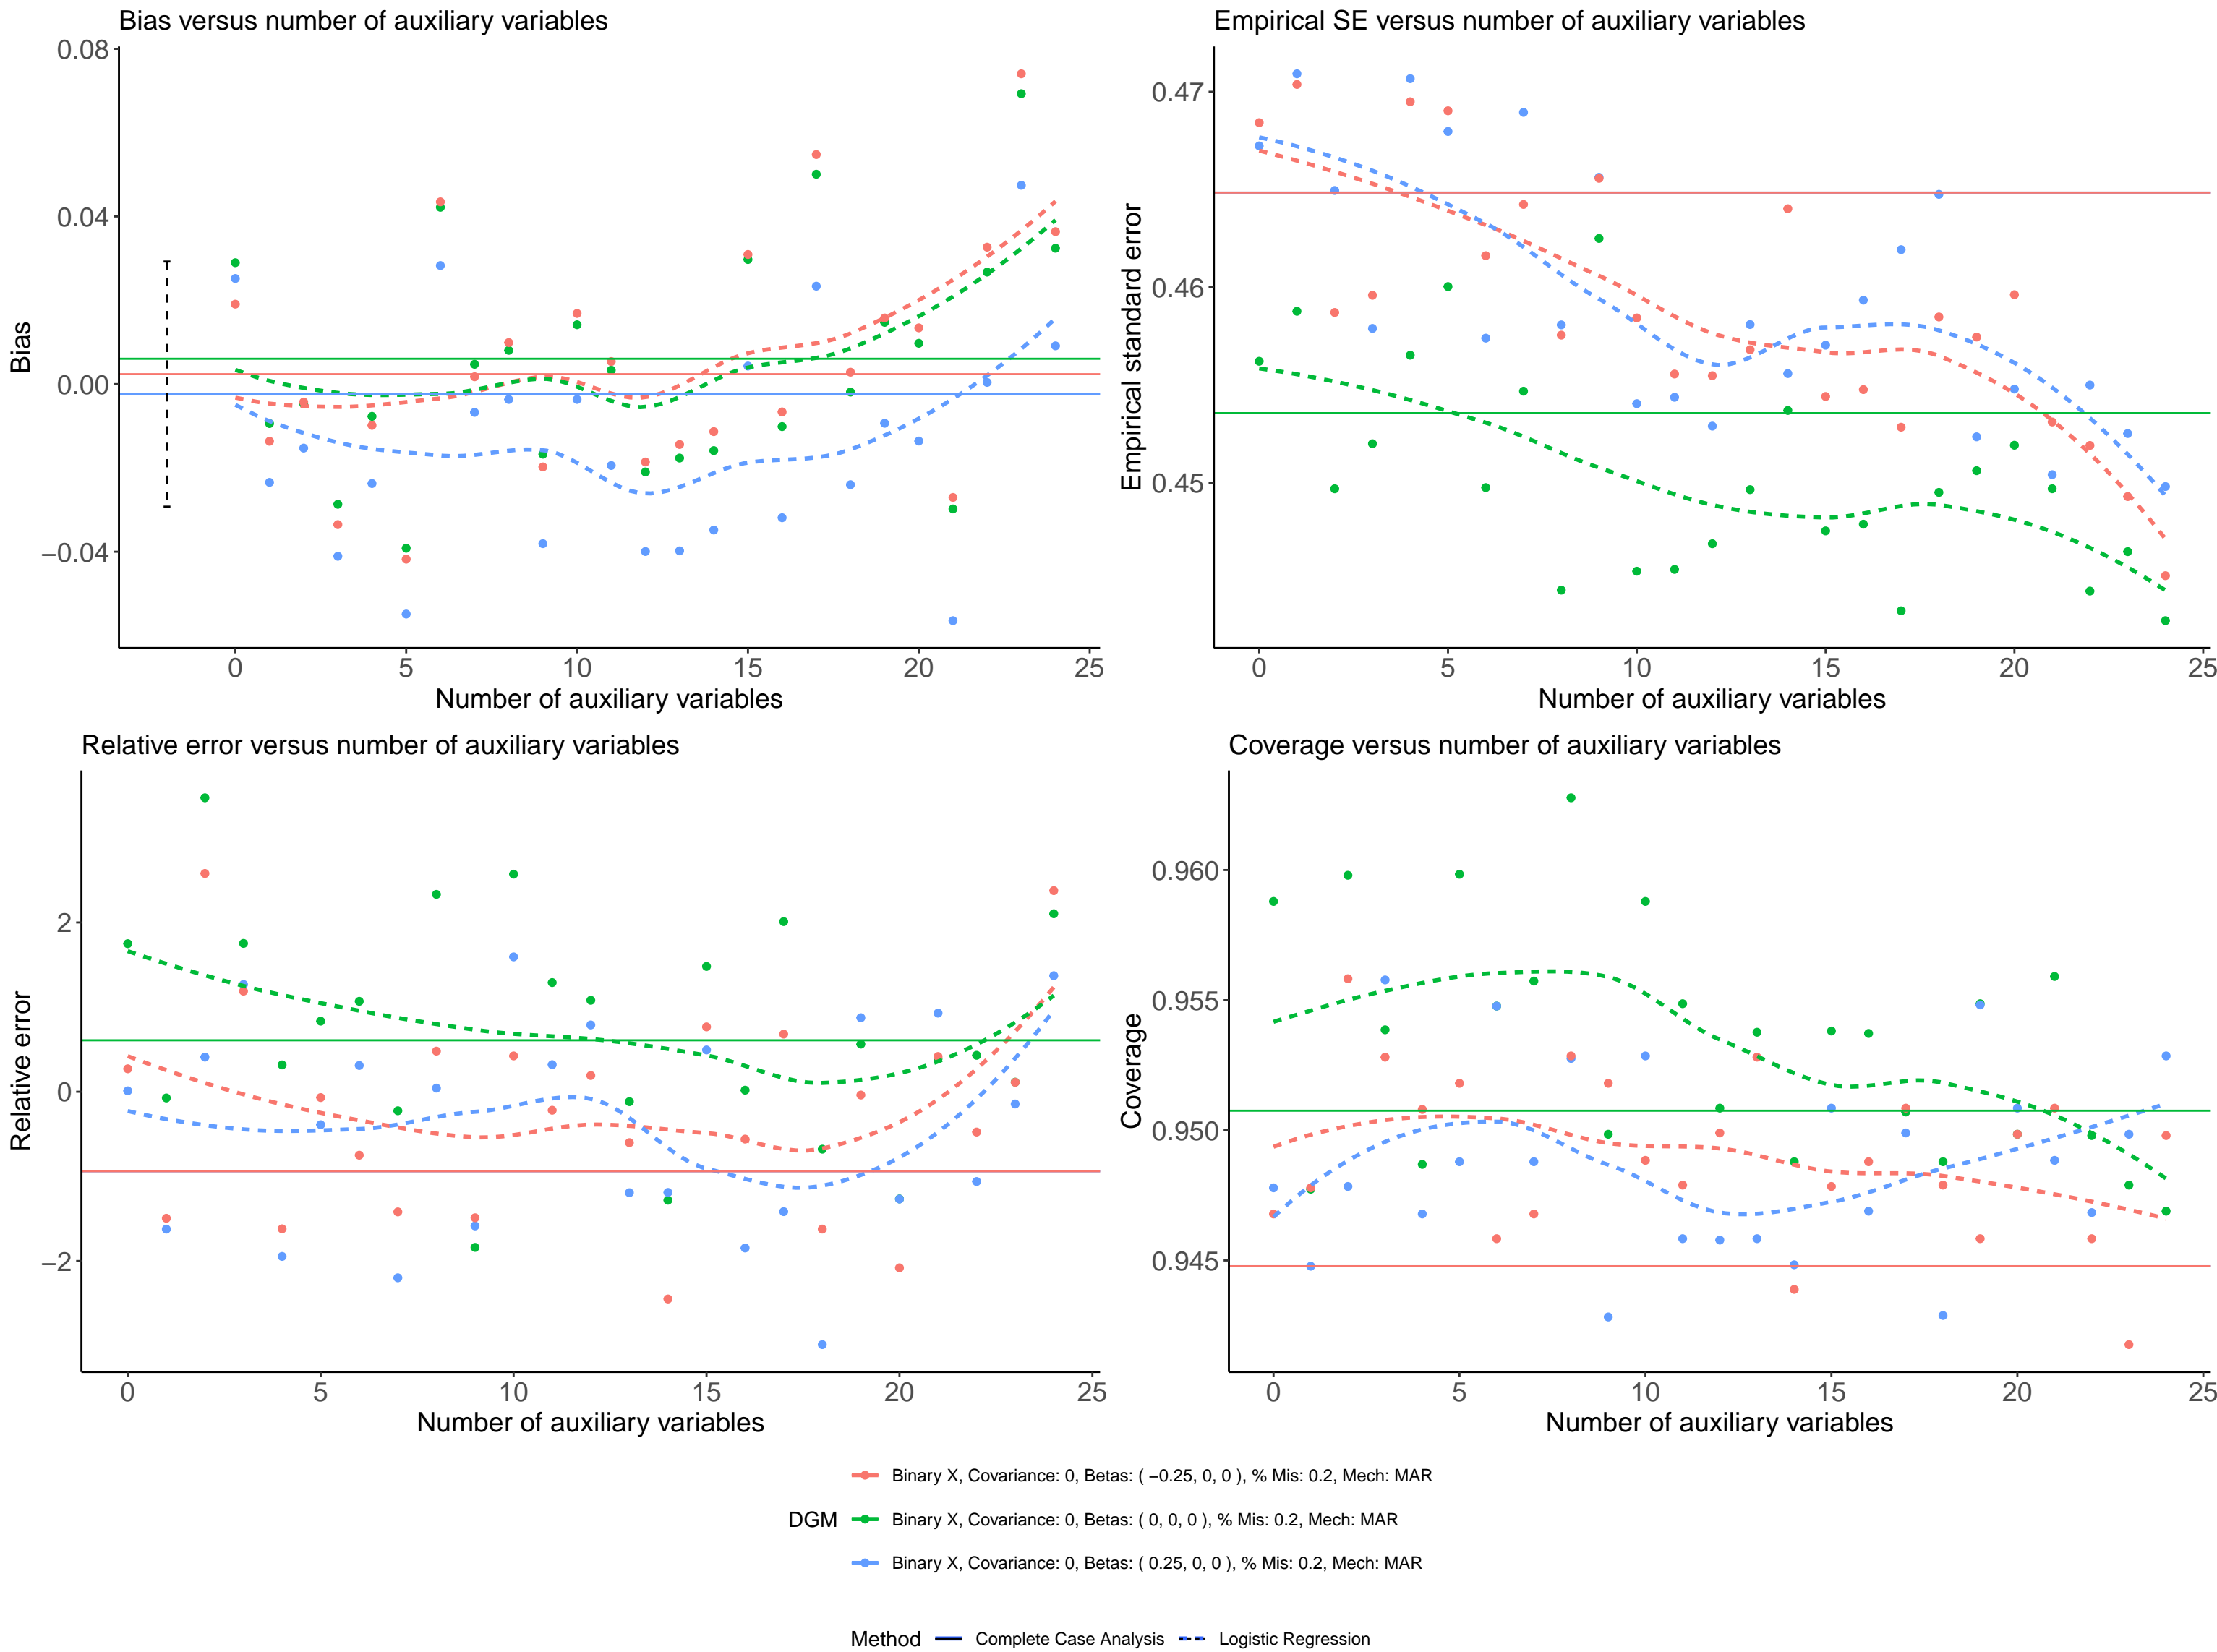 Bias versus number of auxiliary variables
0.08
0.04
0.00
−0.04
Bias
0 5 10 15 20 25
Number of auxiliary variables
Empirical SE versus number of auxiliary variables
0.47
0.46
0.45
Empirical standard error
0 5 10 15 20 25
Number of auxiliary variables
Relative error versus number of auxiliary variables
2
0
−2
Relative error
0 5 10 15 20 25
Number of auxiliary variables
Coverage versus number of auxiliary variables
0.960
0.955
0.950
0.945
Coverage
0 5 10 15 20 25
Number of auxiliary variables
DGM
Binary X, Covariance: 0, Betas: ( −0.25, 0, 0 ), % Mis: 0.2, Mech: MAR
Binary X, Covariance: 0, Betas: ( 0, 0, 0 ), % Mis: 0.2, Mech: MAR
Binary X, Covariance: 0, Betas: ( 0.25, 0, 0 ), % Mis: 0.2, Mech: MAR
Method Complete Case Analysis Logistic Regression